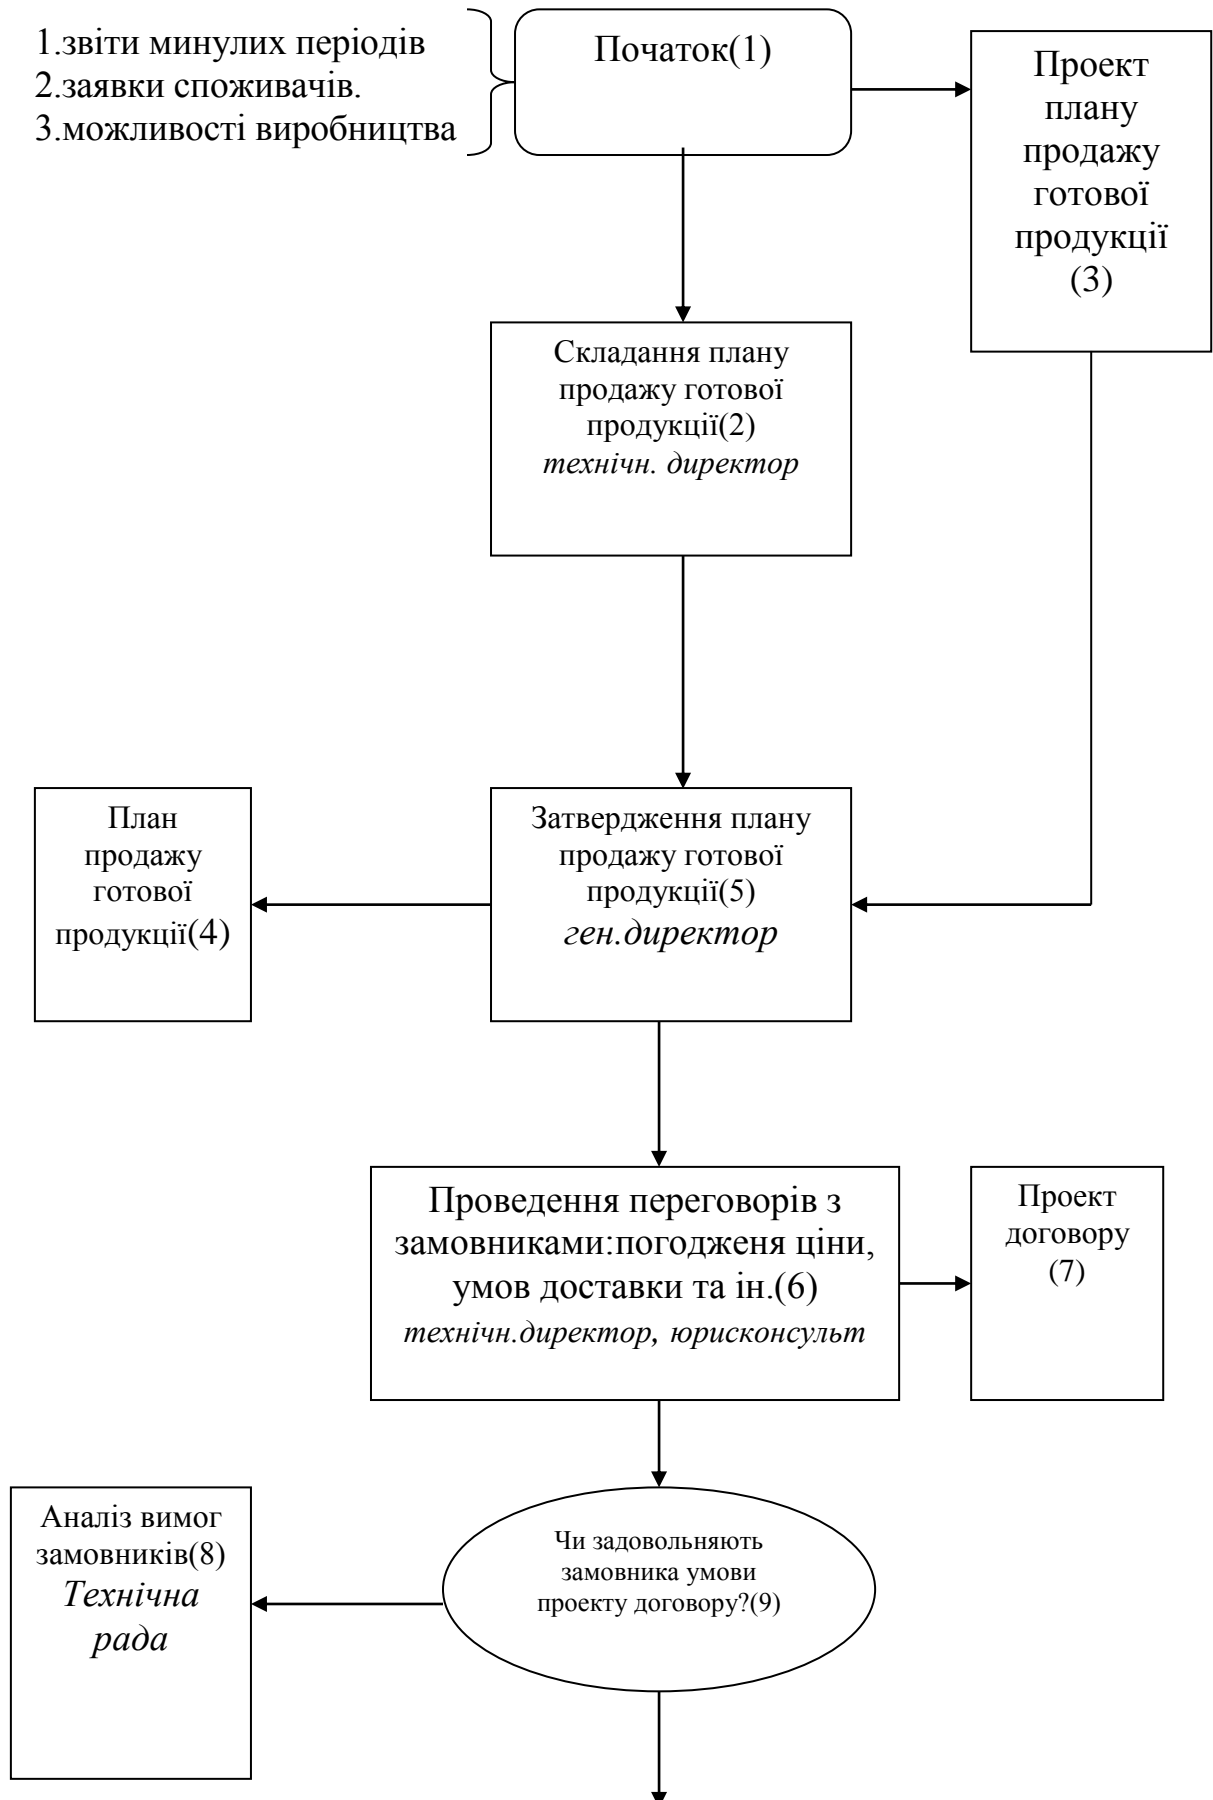 1.звіти минулих періодів
2.заявки споживачів.
3.можливості виробництва
Початок(1)
Проект
плану
продажу
готової
продукції
(3)
Складання плану
продажу готової
продукції(2)
технічн. директор
План
продажу
готової
продукції(4)
Затвердження плану
продажу готової
продукції(5)
ген.директор
Проведення переговорів з
замовниками:погодженя ціни,
умов доставки та ін.(6)
технічн.директор, юрисконсульт
Проект
договору
(7)
Аналіз вимог
замовників(8)
Технічна
рада
Чи задовольняють
замовника умови
проекту договору?(9)